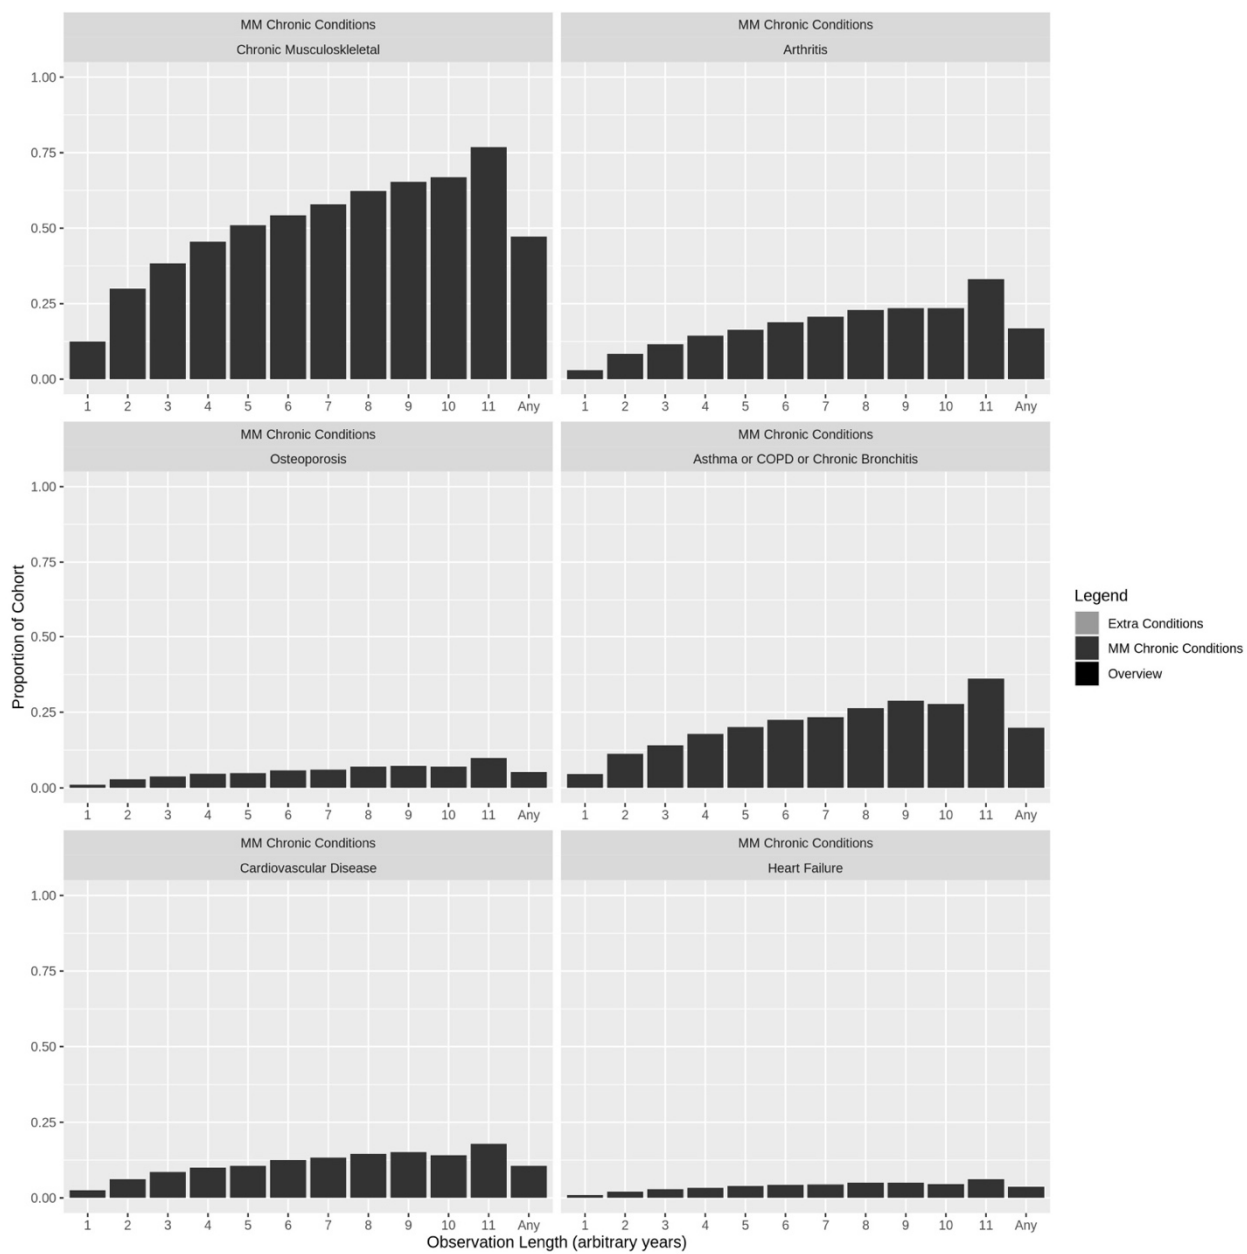 MM Chronic Conditions
Chronic Musculoskleletal
MM Chronic Conditions
Arthritis
1.00
0.75
0.50
0.25
0.00
1 2 3 4 5 6 7 8 9 10 11 Any
1 2 3 4 5 6 7 8 9 10 11 Any
MM Chronic Conditions
Osteoporosis
MM Chronic Conditions
Asthma or COPD or Chronic Bronchitis
1.00
0.75
0.50
0.25
0.00
1 2 3 4 5 6 7 8 9 10 11 Any
1 2 3 4 5 6 7 8 9 10 11 Any
MM Chronic Conditions
Cardiovascular Disease
MM Chronic Conditions
Heart Failure
1.00
0.75
0.50
0.25
0.00
1 2 3 4 5 6 7 8 9 10 11 Any
1 2 3 4 5 6 7 8 9 10 11 Any
Proportion of Cohort
Observation Length (arbitrary years)
Legend
Extra Conditions
MM Chronic Conditions
Overview